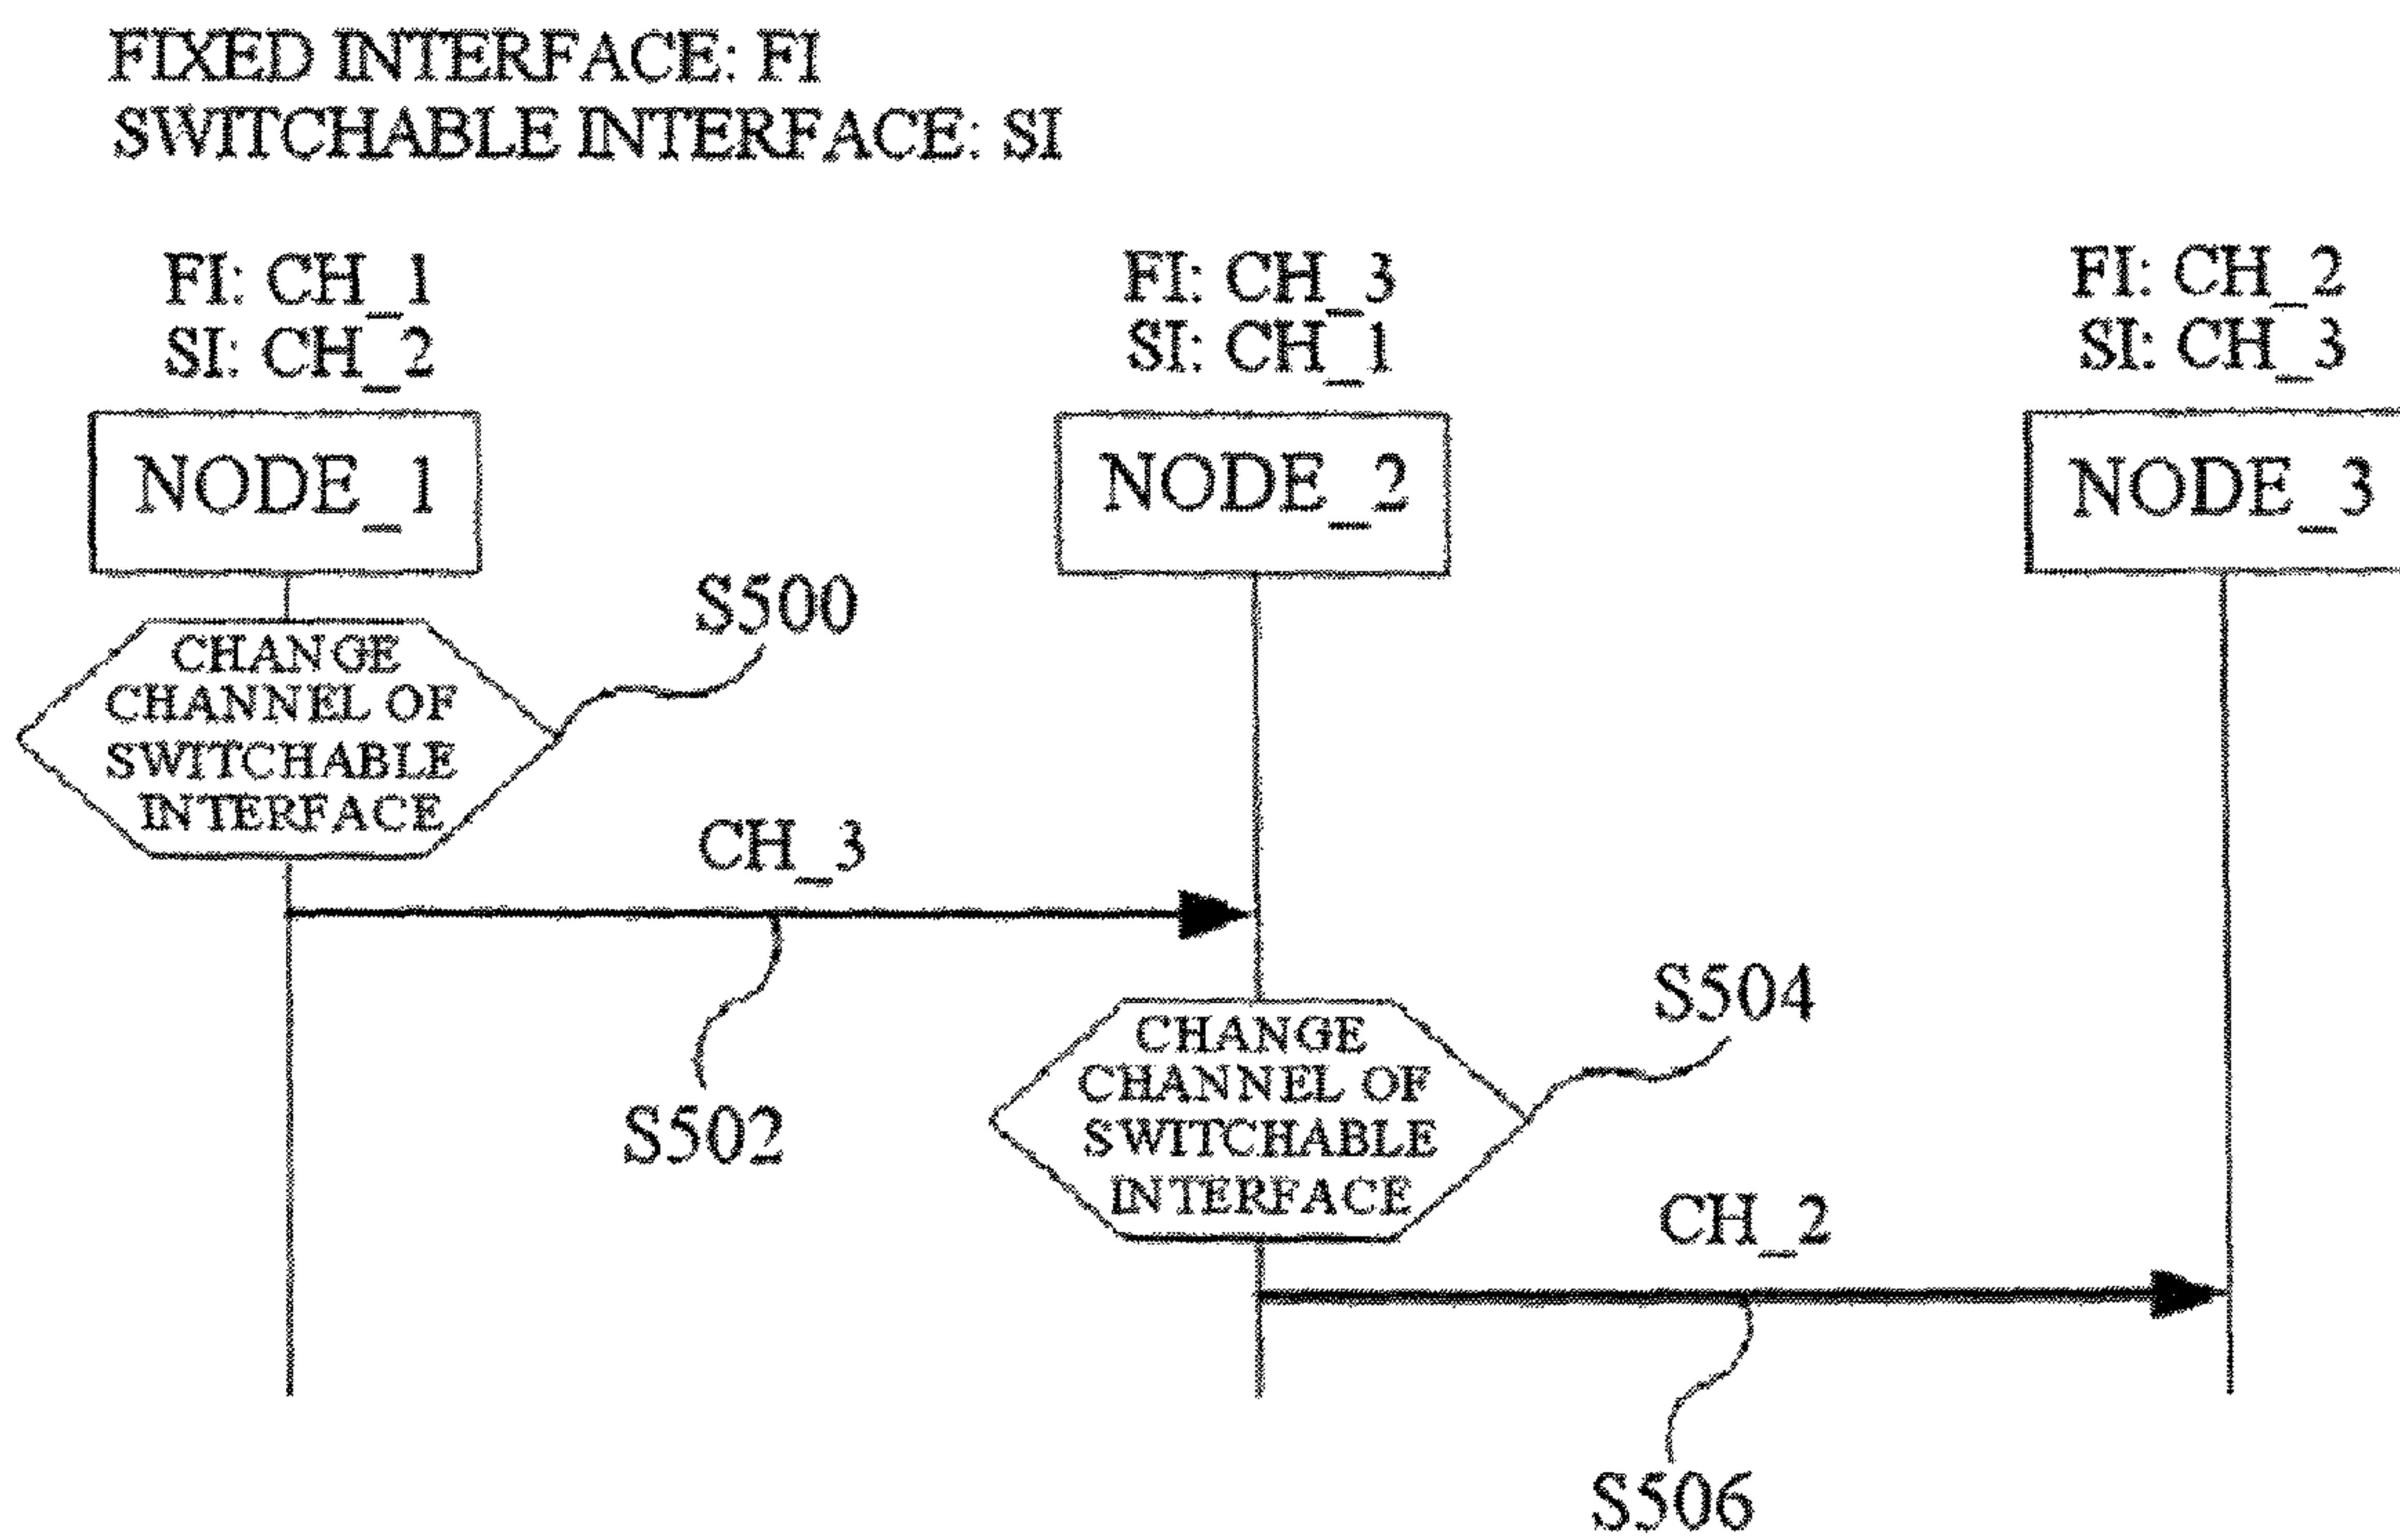 FIXED INTERFACE: FI
SWITCHABLE INTERFACE: SI
FI: CH_1
SI: CH_2
FI: CH_3
SI: CH_1
FI: CH_2
SI: CH_3
NODE_1
NODE_2
NODE_3
S500
CHANGE
CHANNEL OF
SWITCHABLE
INTERFACE
CH_3
S502
S504
CHANGE
CHANNEL OF
SWITCHABLE
INTERFACE
CH_2
S506